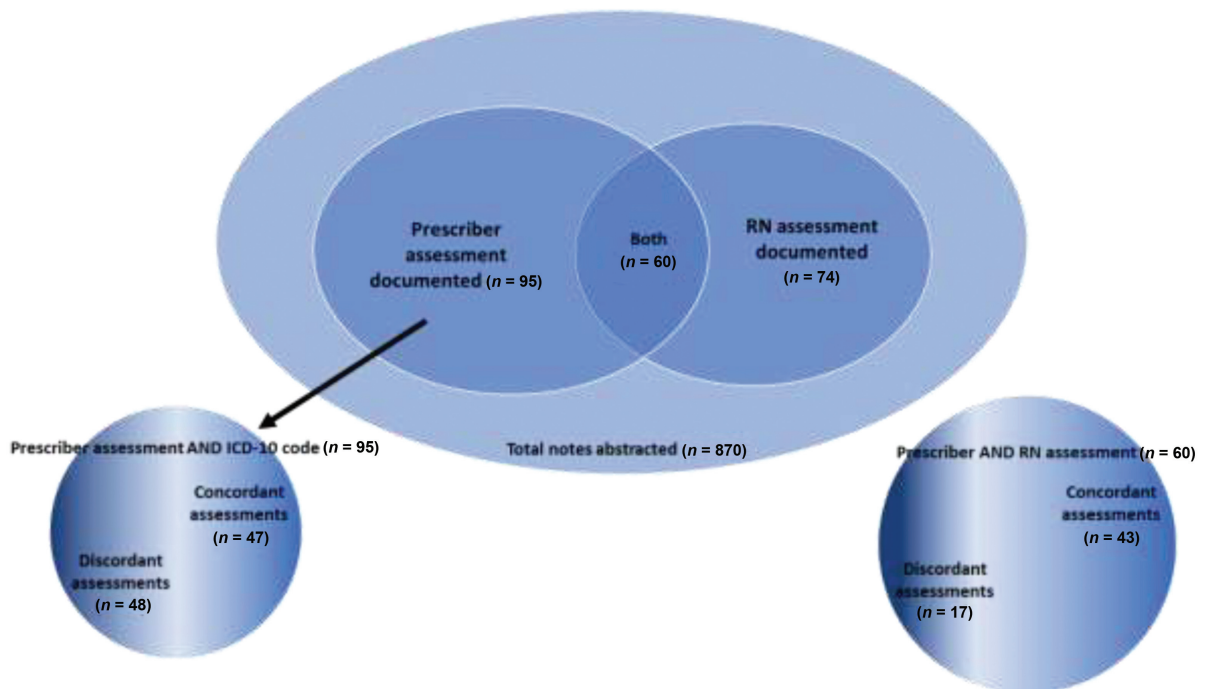 Prescriber
assessment
documented (n = 95)
Both
(n = 60)
RN assessment
documented
(n = 74)
Total notes abstracted (n = 870)
Prescriber assessment AND ICD-10 code (n = 95)
Concordant
assessments
(n = 47)
Discordant
assessments
(n = 48)
Prescriber AND RN assessment (n = 60)
Concordant
assessments
(n = 43)
Discordant
assessments
(n = 17)